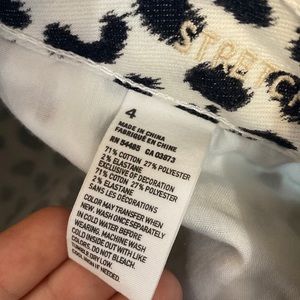 STRETCH
4
MADE IN CHINA
FABRIQUÉ EN CHINE
RN 54485 CA 03873
71% COTTON 27% POLYESTER
2% ELASTANE
EXCLUSIVE OF DECORATION
71% COTON 27% POLYESTER
2% ÉLASTANE
SANS LES DÉCORATIONS
COLOR MAY TRANSFER WHEN
NEW. WASH ONCE SEPARATELY
IN COLD WATER BEFORE
WEARING. MACHINE WASH
COLD INSIDE OUT WITH LIKE
COLORS. DO NOT BLEACH.
TUMBLE DRY LOW.
COOL IRON IF NEEDED.